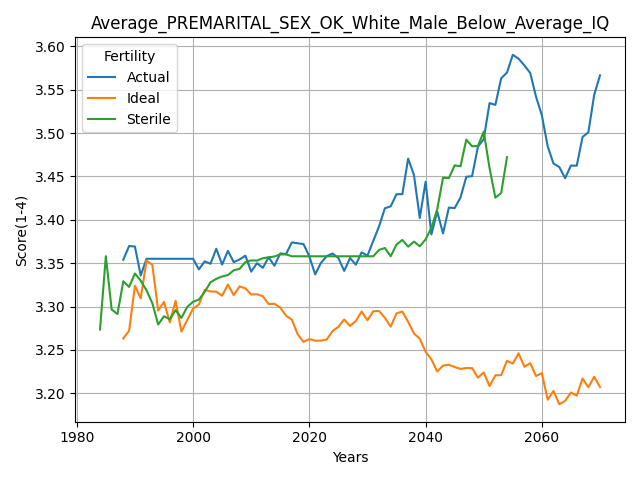 Average_PREMARITAL_SEX_OK_White_Male_Below_Average_IQ
Fertility
Actual
Ideal
Sterile
3.60
3.55
3.50
3.45
3.40
3.35
3.30
3.25
3.20
Score(1-4)
1980
2000
2020
2040
2060
Years